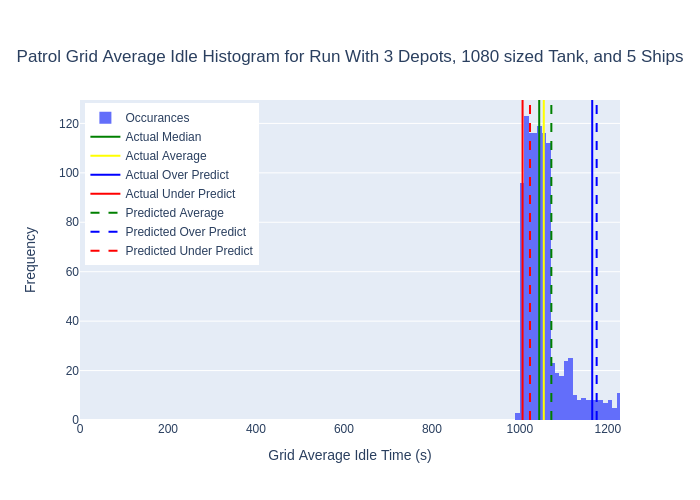 Patrol Grid Average Idle Histogram for Run With 3 Depots, 1080 sized Tank, and 5 Ships
Occurances
Actual Median
Actual Average
Actual Over Predict
Actual Under Predict
Predicted Average
Predicted Over Predict
Predicted Under Predict
Frequency
120
100
80
60
40
20
0
0 200 400 600 800 1000 1200
Grid Average Idle Time (s)